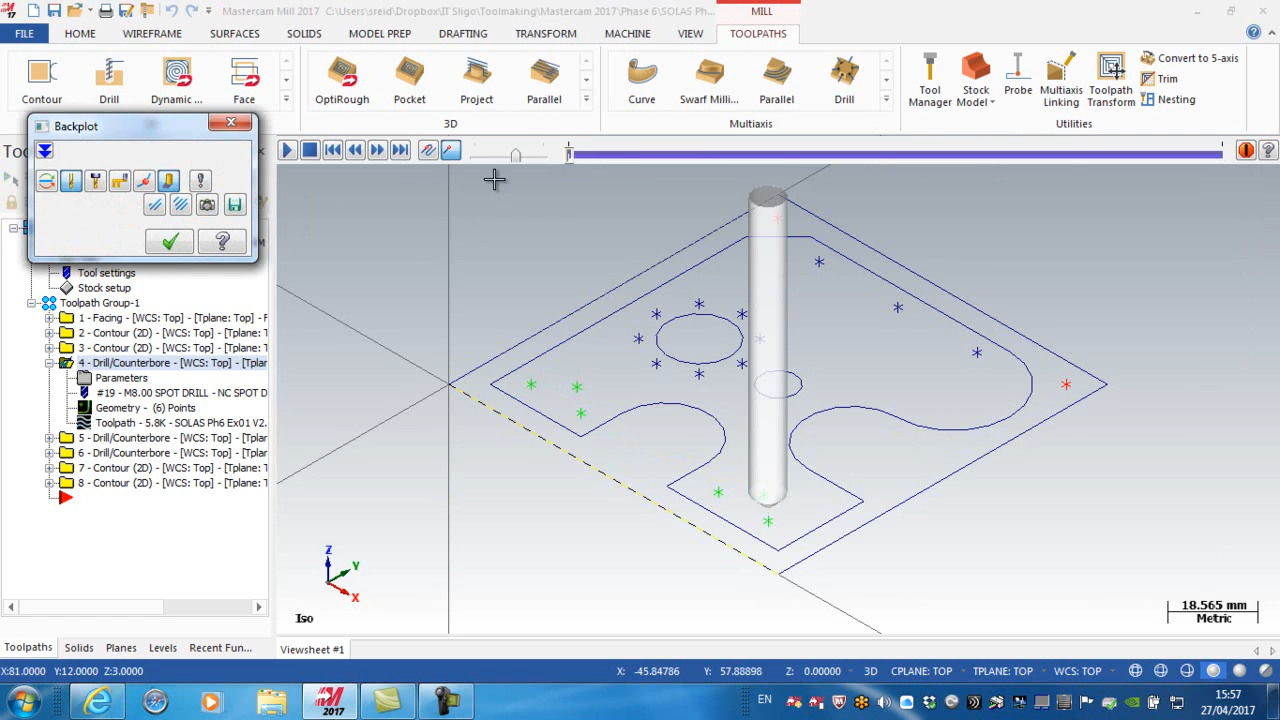 Mastercam Mill 2017 C:\Users\sreid\Dropbox\IT Sligo\Toolmaking\Mastercam 2017\Phase 6\SOLAS Ph...
MILL
FILE HOME WIREFRAME SURFACES SOLIDS MODEL PREP DRAFTING TRANSFORM MACHINE VIEW TOOLPATHS
Contour Drill Dynamic ... Face
OptiRough Pocket Project Parallel
3D
Curve Swarf Milli... Parallel Drill
Multiaxis
Tool Manager
Stock Model
Probe
Multiaxis Linking
Toolpath Transform
Convert to 5-axis
Trim
Nesting
Utilities
Backplot
Tool settings
Stock setup
Toolpath Group-1
1 - Facing - [WCS: Top] - [Tplane: Top] - F
2 - Contour (2D) - [WCS: Top] - [Tplane: T
3 - Contour (2D) - [WCS: Top] - [Tplane: T
4 - Drill/Counterbore - [WCS: Top] - [Tplar
Parameters
#19 - M8.00 SPOT DRILL - NC SPOT D
Geometry - (6) Points
Toolpath - 5.8K - SOLAS Ph6 Ex01 V2.
5 - Drill/Counterbore - [WCS: Top] - [Tplar
6 - Drill/Counterbore - [WCS: Top] - [Tplar
7 - Contour (2D) - [WCS: Top] - [Tplane: T
8 - Contour (2D) - [WCS: Top] - [Tplane: T
Z
Y
X
Iso
18.565 mm
Metric
Toolpaths Solids Planes Levels Recent Fun...
Viewsheet #1
X:81.0000 Y:12.0000 Z:3.0000
X: -45.84786 Y: 57.88898 Z: 0.00000 3D CPLANE: TOP TPLANE: TOP WCS: TOP
2017
EN
15:57
27/04/2017